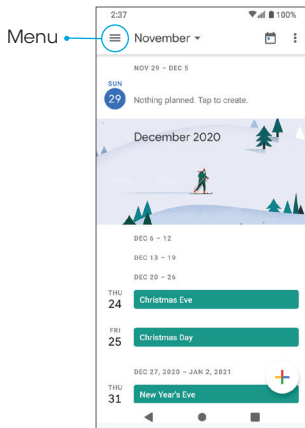 2:37
100%
Menu
November
NOV 29 – DEC 5
SUN
29
Nothing planned. Tap to create.
December 2020
DEC 6 – 12
DEC 13 – 19
DEC 20 – 26
THU
24
Christmas Eve
FRI
25
Christmas Day
DEC 27, 2020 – JAN 2, 2021
THU
31
New Year's Eve